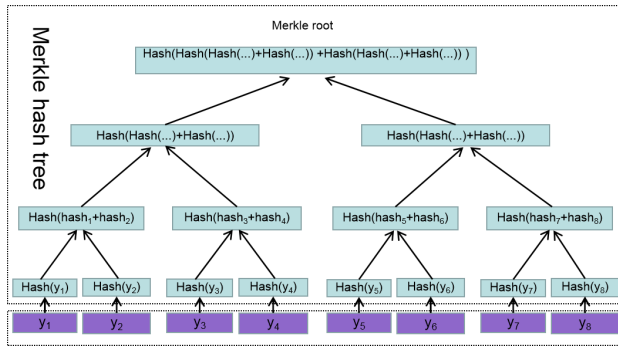 Merkle root
Merkle hash tree
Hash(Hash(Hash(...)+Hash(...)) +Hash(Hash(...)+Hash(...)) )
Hash(Hash(...)+Hash(...)) Hash(Hash(...)+Hash(...))
Hash(hash₁+hash₂) Hash(hash₃+hash₄) Hash(hash₅+hash₆) Hash(hash₇+hash₈)
Hash(y₁) Hash(y₂) Hash(y₃) Hash(y₄) Hash(y₅) Hash(y₆) Hash(y₇) Hash(y₈)
y₁ y₂ y₃ y₄ y₅ y₆ y₇ y₈